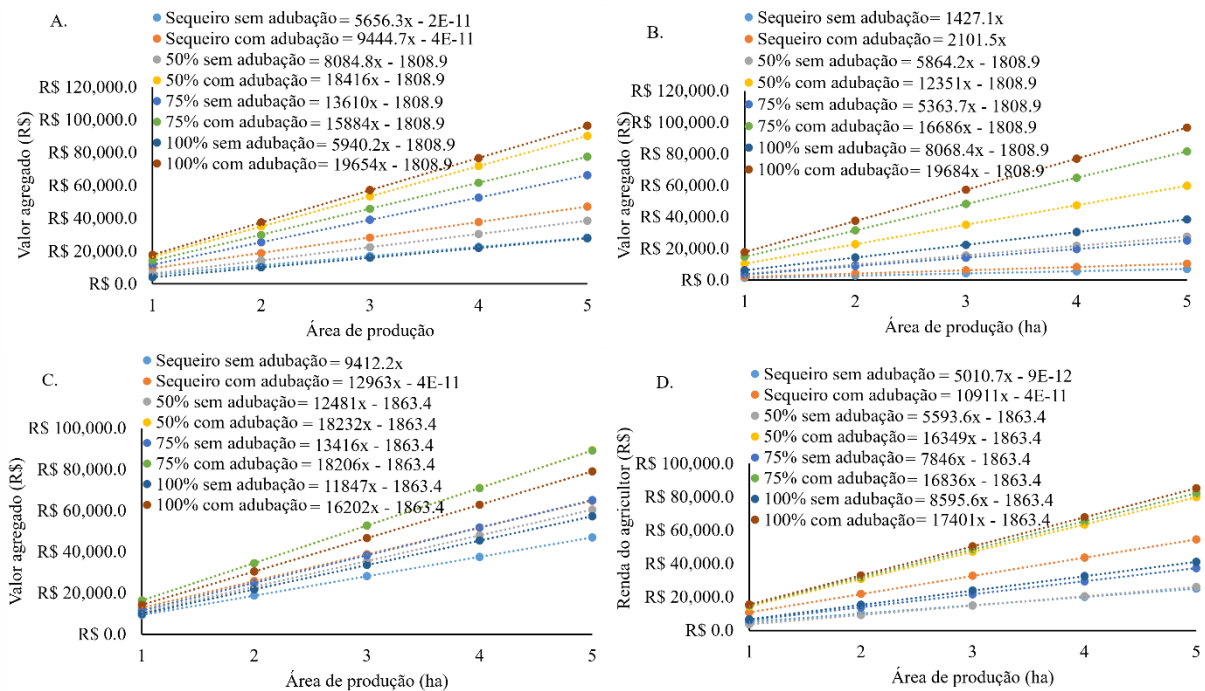 A.
Sequeiro sem adubação = 5656.3x - 2E-11
Sequeiro com adubação = 9444.7x - 4E-11
50% sem adubação = 8084.8x - 1808.9
50% com adubação = 18416x - 1808.9
75% sem adubação = 13610x - 1808.9
75% com adubação = 15884x - 1808.9
100% sem adubação = 5940.2x - 1808.9
100% com adubação = 19654x - 1808.9
Valor agregado (R$)
R$ 120,000.0
R$ 100,000.0
R$ 80,000.0
R$ 60,000.0
R$ 40,000.0
R$ 20,000.0
R$ 0.0
1 2 3 4 5
Área de produção
B.
Sequeiro sem adubação = 1427.1x
Sequeiro com adubação = 2101.5x
50% sem adubação = 5864.2x - 1808.9
50% com adubação = 12351x - 1808.9
75% sem adubação = 5363.7x - 1808.9
75% com adubação = 16686x - 1808.9
100% sem adubação = 8068.4x - 1808.9
100% com adubação = 19684x - 1808.9
Valor agregado (R$)
R$ 120,000.0
R$ 100,000.0
R$ 80,000.0
R$ 60,000.0
R$ 40,000.0
R$ 20,000.0
R$ 0.0
1 2 3 4 5
Área de produção (ha)
C.
Sequeiro sem adubação = 9412.2x
Sequeiro com adubação = 12963x - 4E-11
50% sem adubação = 12481x - 1863.4
50% com adubação = 18232x - 1863.4
75% sem adubação = 13416x - 1863.4
75% com adubação = 18206x - 1863.4
100% sem adubação = 11847x - 1863.4
100% com adubação = 16202x - 1863.4
Valor agregado (R$)
R$ 100,000.0
R$ 80,000.0
R$ 60,000.0
R$ 40,000.0
R$ 20,000.0
R$ 0.0
1 2 3 4 5
Área de produção (ha)
D.
Sequeiro sem adubação = 5010.7x - 9E-12
Sequeiro com adubação = 10911x - 4E-11
50% sem adubação = 5593.6x - 1863.4
50% com adubação = 16349x - 1863.4
75% sem adubação = 7846x - 1863.4
75% com adubação = 16836x - 1863.4
100% sem adubação = 8595.6x - 1863.4
100% com adubação = 17401x - 1863.4
Renda do agricultor (R$)
R$ 100,000.0
R$ 80,000.0
R$ 60,000.0
R$ 40,000.0
R$ 20,000.0
R$ 0.0
1 2 3 4 5
Área de produção (ha)